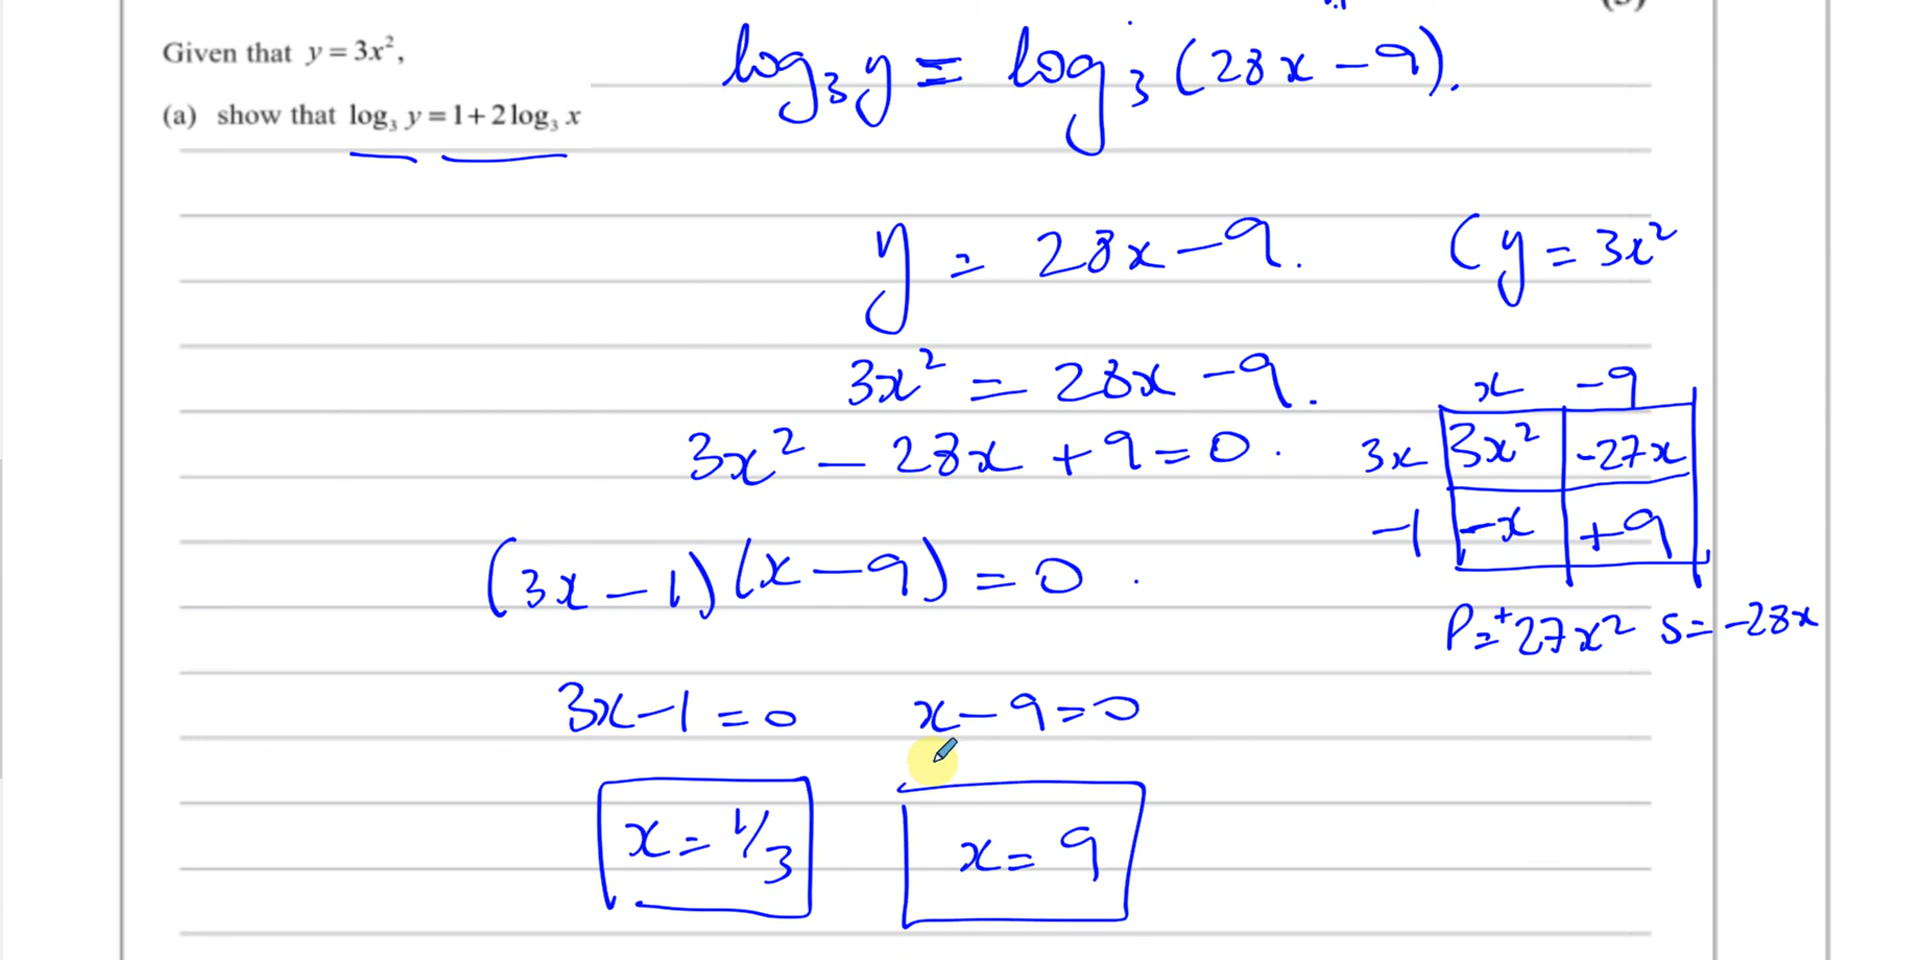 Given that y = 3x²,
(a) show that log₃ y = 1 + 2 log₃ x
log₃y = log₃(28x - 9).
y = 28x - 9. (y = 3x²
3x² = 28x - 9.
3x² - 28x + 9 = 0.
x -9
3x 3x² -27x
-1 -x +9
(3x - 1)(x - 9) = 0.
P = +27x² S = -28x
3x - 1 = 0 x - 9 = 0
x = 1/3 x = 9